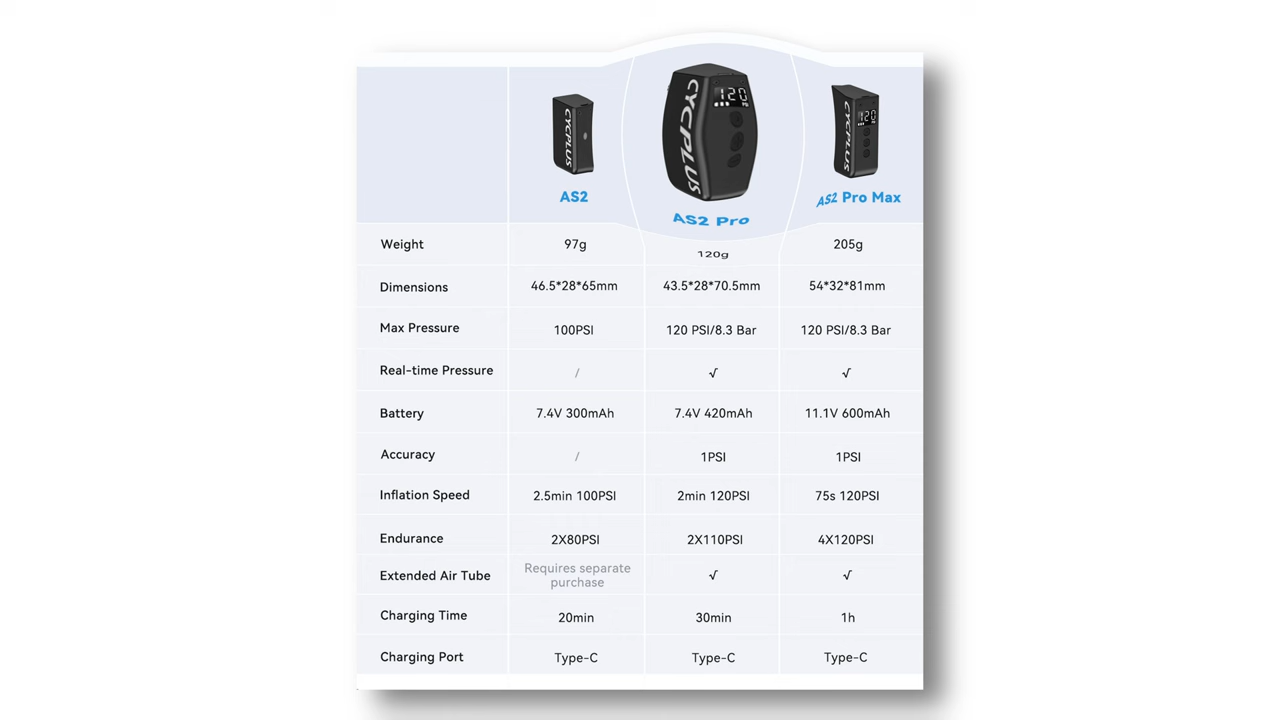 CYCPLUS
CYCPLUS
120
PSI
CYCPLUS
120
AS2
AS2 Pro
AS2 Pro Max
Weight 97g 120g 205g
Dimensions 46.5*28*65mm 43.5*28*70.5mm 54*32*81mm
Max Pressure 100PSI 120 PSI/8.3 Bar 120 PSI/8.3 Bar
Real-time Pressure / √ √
Battery 7.4V 300mAh 7.4V 420mAh 11.1V 600mAh
Accuracy / 1PSI 1PSI
Inflation Speed 2.5min 100PSI 2min 120PSI 75s 120PSI
Endurance 2X80PSI 2X110PSI 4X120PSI
Extended Air Tube Requires separate √ √
purchase
Charging Time 20min 30min 1h
Charging Port Type-C Type-C Type-C